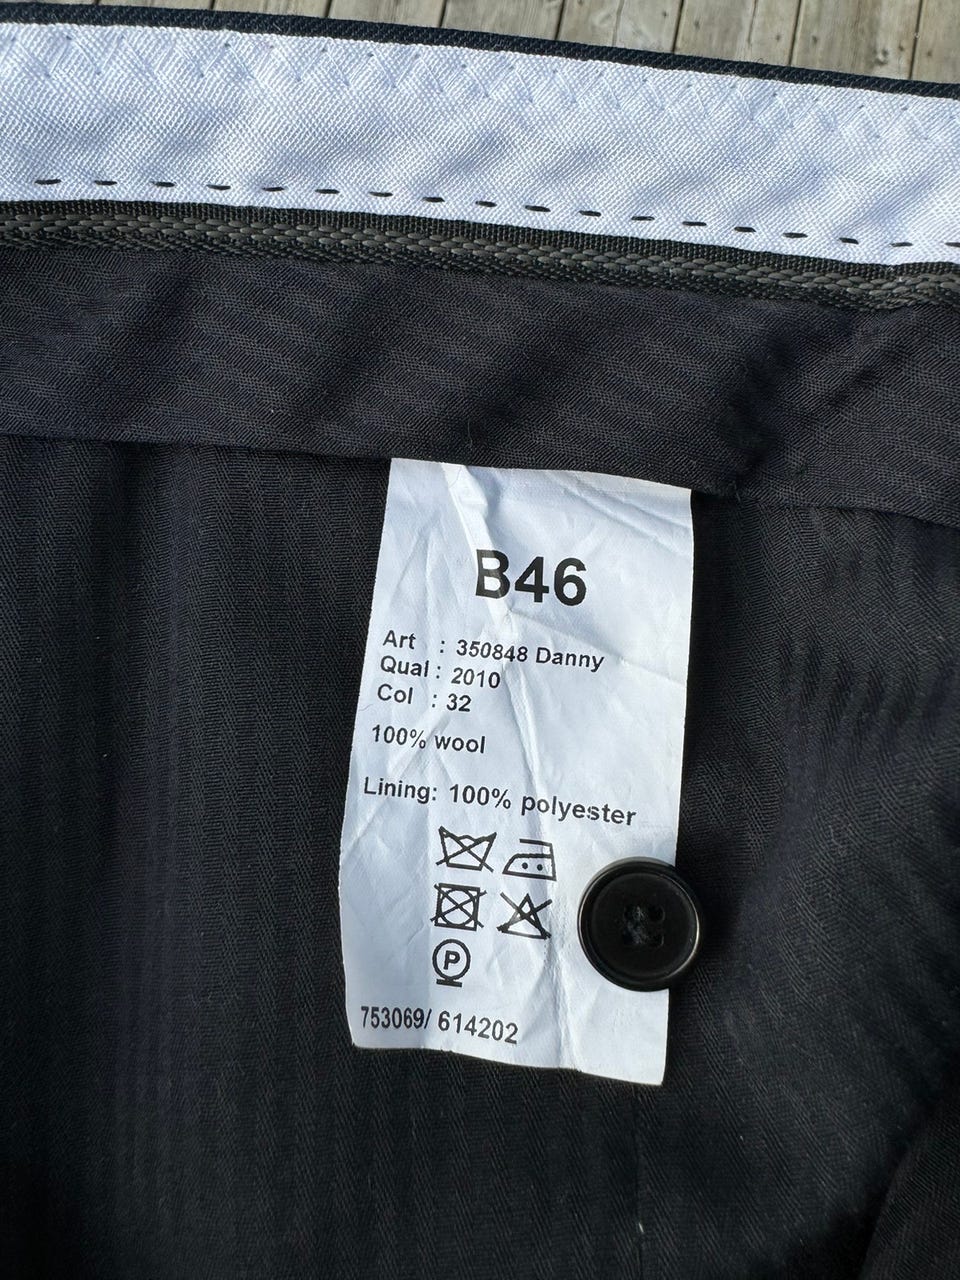 B46
Art : 350848 Danny
Qual : 2010
Col : 32
100% wool
Lining: 100% polyester
P
753069/ 614202